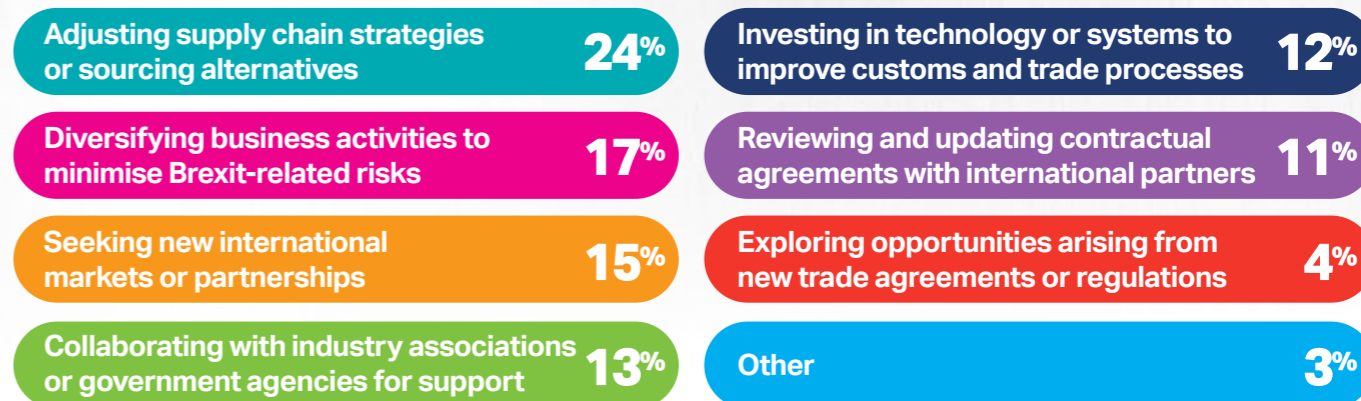 Adjusting supply chain strategies
or sourcing alternatives
24%
Diversifying business activities to
minimise Brexit-related risks
17%
Seeking new international
markets or partnerships
15%
Collaborating with industry associations
or government agencies for support
13%
Investing in technology or systems to
improve customs and trade processes
12%
Reviewing and updating contractual
agreements with international partners
11%
Exploring opportunities arising from
new trade agreements or regulations
4%
Other
3%